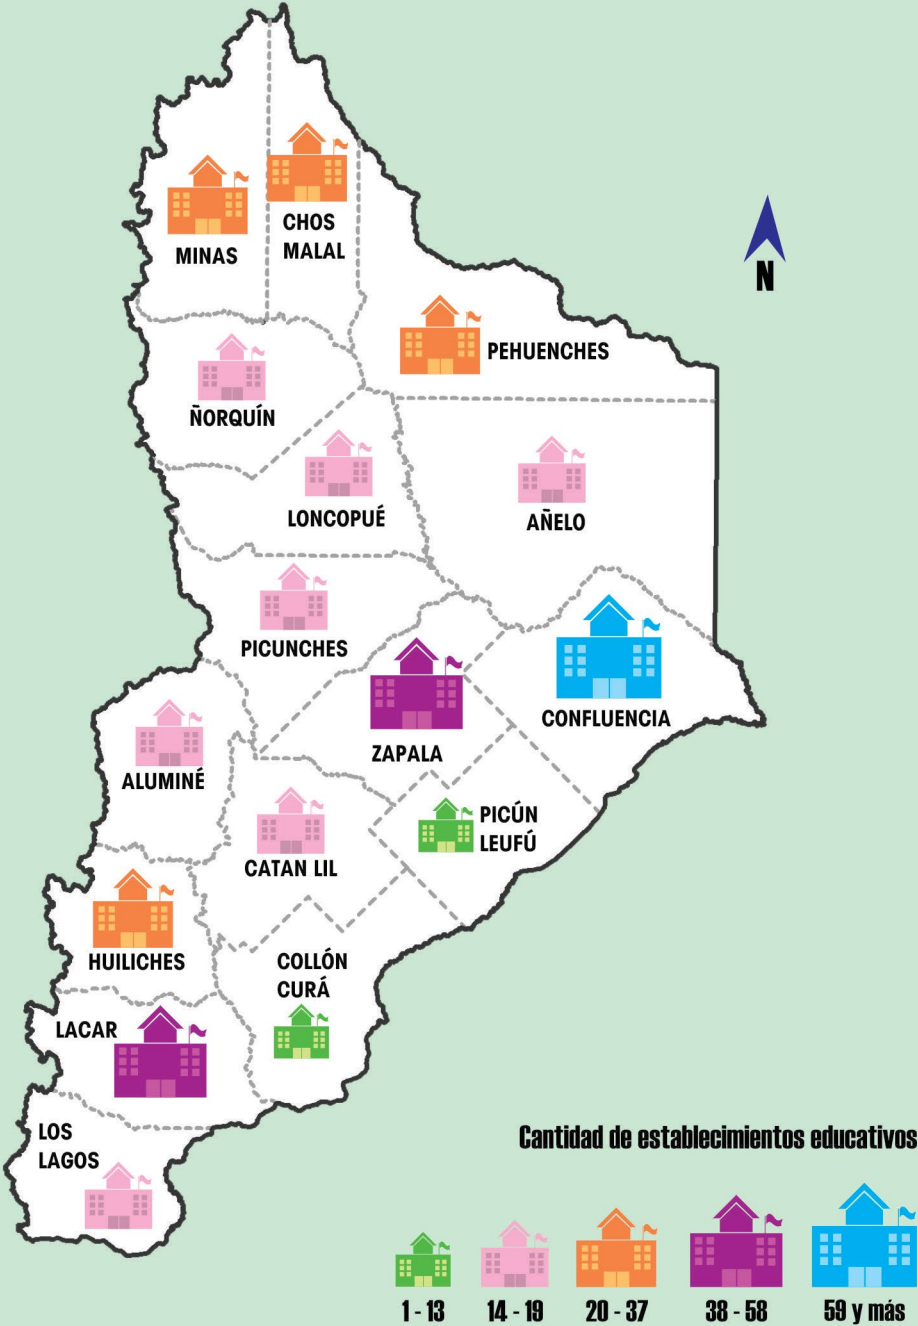 CHOS
MALAL
MINAS
N
PEHUENCHES
ÑORQUÍN
LONCOPUÉ
AÑELO
PICUNCHES
CONFLUENCIA
ZAPALA
ALUMINÉ
PICÚN
LEUFÚ
CATAN LIL
HUILICHES
COLLÓN
CURÁ
LACAR
LOS
LAGOS
Cantidad de establecimientos educativos
1 - 13
14 - 19
20 - 37
38 - 58
59 y más